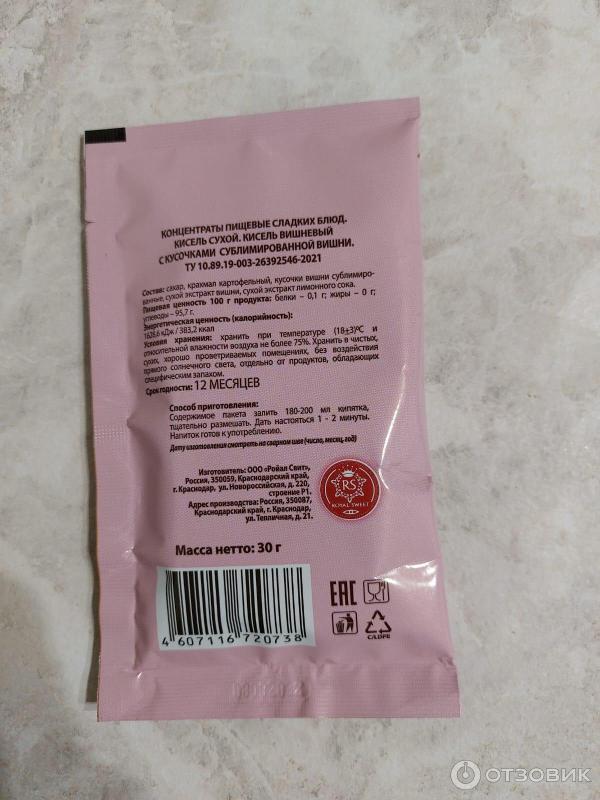 КОНЦЕНТРАТЫ ПИЩЕВЫЕ СЛАДКИХ БЛЮД.
КИСЕЛЬ СУХОЙ. КИСЕЛЬ ВИШНЕВЫЙ
С КУСОЧКАМИ СУБЛИМИРОВАННОЙ ВИШНИ.
ТУ 10.89.19-003-26392546-2021
Состав: сахар, крахмал картофельный, кусочки вишни сублимиро-
ванные, сухой экстракт вишни, сухой экстракт лимонного сока.
Пищевая ценность 100 г продукта: белки – 0,1 г; жиры – 0 г;
углеводы – 95,7 г.
Энергетическая ценность (калорийность):
1628,6 кДж / 383,2 ккал
Условия хранения: хранить при температуре (18±3)ºС и
относительной влажности воздуха не более 75%. Хранить в чистых,
сухих, хорошо проветриваемых помещениях, без воздействия
прямого солнечного света, отдельно от продуктов, обладающих
специфическим запахом.
Срок годности: 12 МЕСЯЦЕВ
Способ приготовления:
Содержимое пакета залить 180-200 мл кипятка,
тщательно размешать. Дать настояться 1 - 2 минуты.
Напиток готов к употреблению.
Дату изготовления смотреть на сварном шве (число, месяц, год)
Изготовитель: ООО «Ройал Свит»,
Россия, 350059, Краснодарский край,
г. Краснодар, ул. Новороссийская, д. 220,
строение Р1.
Адрес производства: Россия, 350087,
Краснодарский край, г. Краснодар,
ул. Тепличная, д. 21.
RS
ROYAL SWEET
Масса нетто: 30 г
4 607116 720738
EAC
C/LDPE
ОТЗОВИК